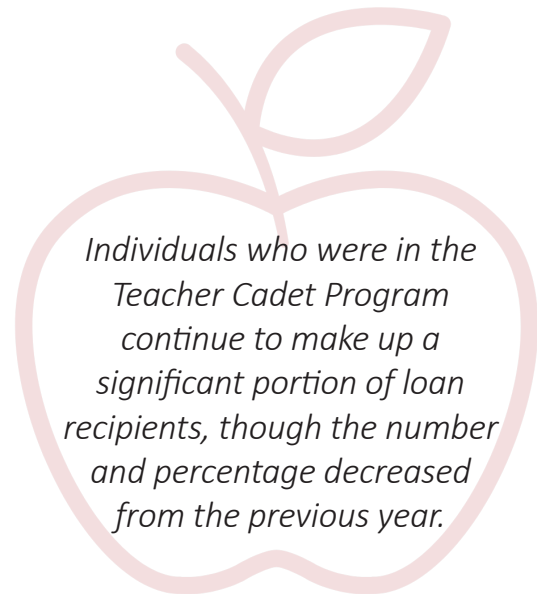 Individuals who were in the
Teacher Cadet Program
continue to make up a
significant portion of loan
recipients, though the number
and percentage decreased
from the previous year.